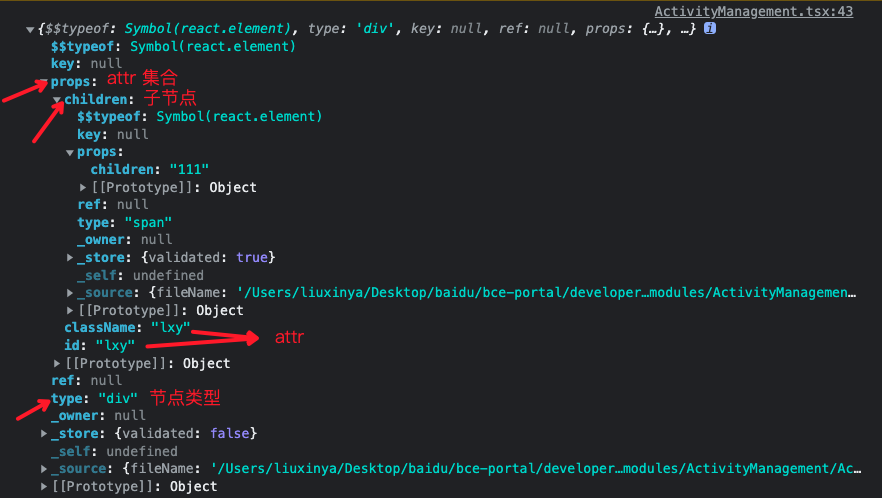 ActivityManagement.tsx:43
{$$typeof: Symbol(react.element), type: 'div', key: null, ref: null, props: {…}, …} i
$$typeof: Symbol(react.element)
key: null
props: attr 集合
children: 子节点
$$typeof: Symbol(react.element)
key: null
props:
children: "111"
[[Prototype]]: Object
ref: null
type: "span"
_owner: null
_store: {validated: true}
_self: undefined
_source: {fileName: '/Users/liuxinya/Desktop/baidu/bce-portal/developer…modules/ActivityManagemen…
[[Prototype]]: Object
className: "lxy"
attr
id: "lxy"
[[Prototype]]: Object
ref: null
type: "div" 节点类型
_owner: null
_store: {validated: false}
_self: undefined
_source: {fileName: '/Users/liuxinya/Desktop/baidu/bce-portal/developer…modules/ActivityManagement/Ac…
[[Prototype]]: Object